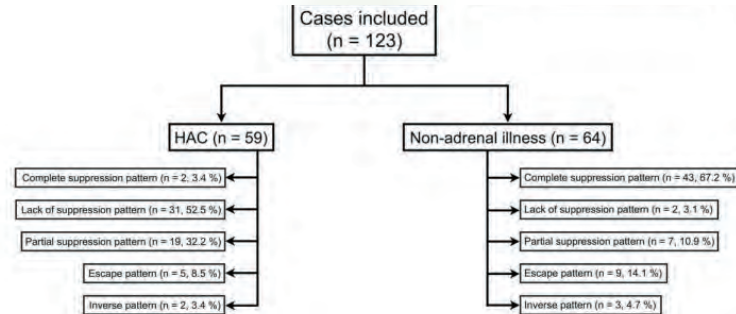 Cases included
(n = 123)
HAC (n = 59)
Non-adrenal illness (n = 64)
Complete suppression pattern (n = 2, 3.4 %)
Lack of suppression pattern (n = 31, 52.5 %)
Partial suppression pattern (n = 19, 32.2 %)
Escape pattern (n = 5, 8.5 %)
Inverse pattern (n = 2, 3.4 %)
Complete suppression pattern (n = 43, 67.2 %)
Lack of suppression pattern (n = 2, 3.1 %)
Partial suppression pattern (n = 7, 10.9 %)
Escape pattern (n = 9, 14.1 %)
Inverse pattern (n = 3, 4.7 %)